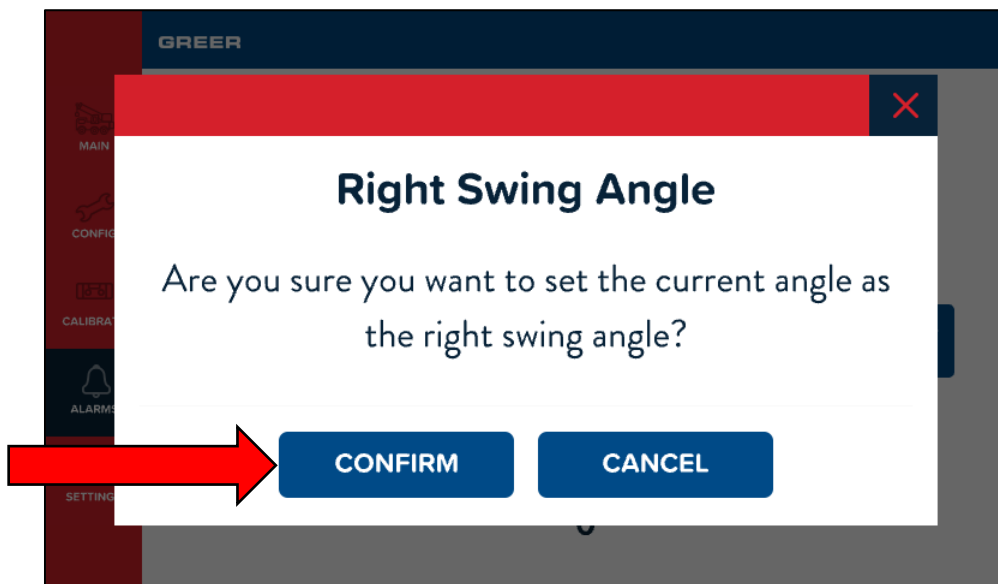 GREER
MAIN
CONFIG
CALIBRAT
ALARMS
SETTING
Right Swing Angle
Are you sure you want to set the current angle as
the right swing angle?
CONFIRM
CANCEL